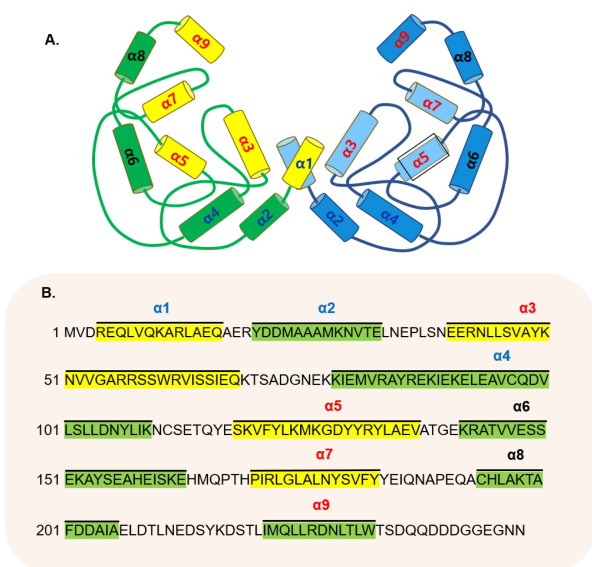 A.
α9 α9
α8 α8
α7 α7
α3 α3
α1
α6 α5 α5 α6
α4 α2 α2 α4
B.
α1 α2 α3
1 MVDREQLVQKARLAEQAERYDDMAAAMKNVTELNEPLSNEERNLLSVAYK
α4
51 NVVGARRSSWRVISSIEQKTSADGNEKKIEMVRAYREKIEKELEAVCQDV
α5 α6
101 LSLLDNYLIKNCSETQYESKVFYLKMKGDYYRYLAEVATGEKRATVVESS
α7 α8
151 EKAYSEAHEISKEHMQPTHPIRLGLALNYSVFYYEIQNAPEQACHLAKTA
α9
201 FDDAIAELDTLNEDSYKDSTLIMQLLRDNLTLWTSDQQDDDGGEGNN